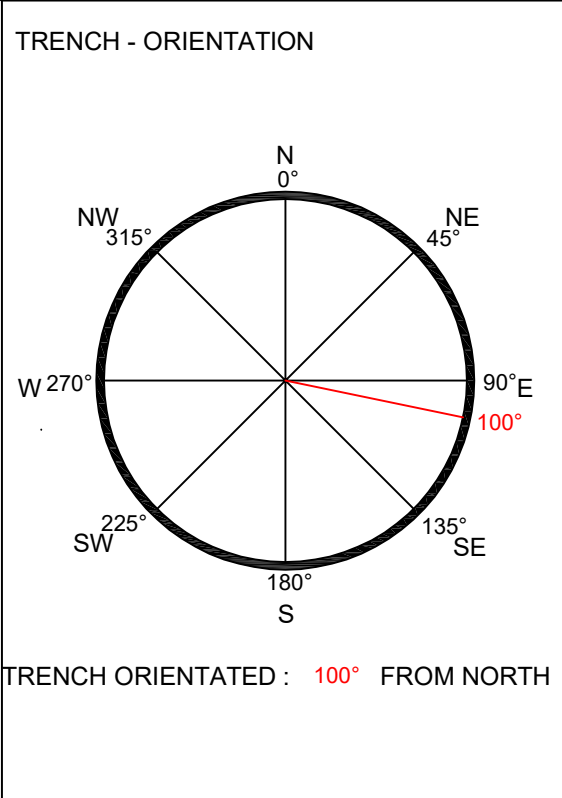 TRENCH - ORIENTATION
N
0°
NW
NE
315°
45°
W 270°
90° E
100°
225°
135°
SW
SE
180°
S
TRENCH ORIENTATED : 100° FROM NORTH